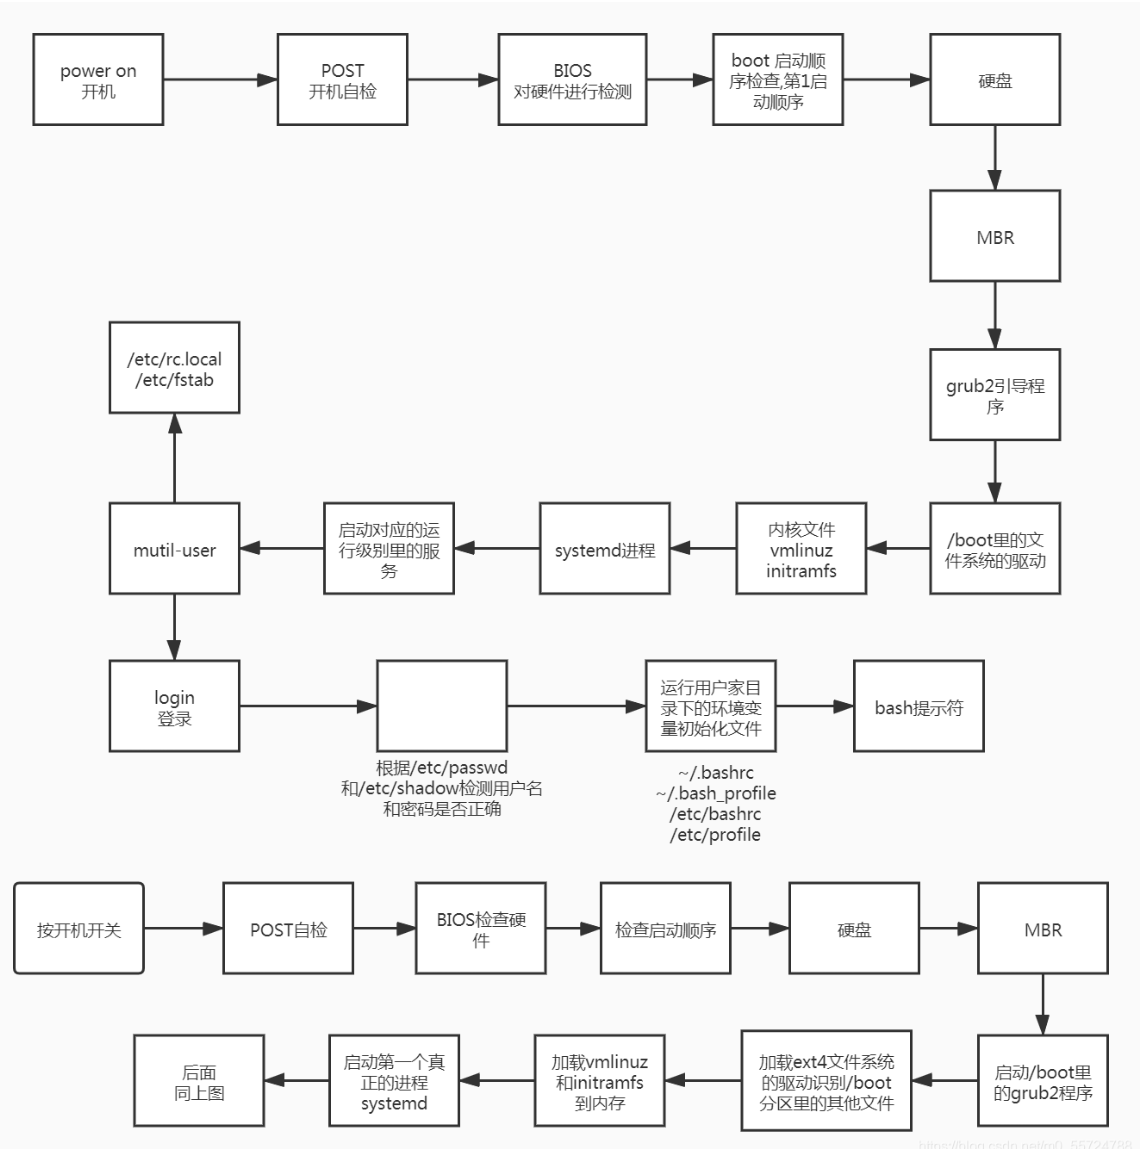 power on
开机
POST
开机自检
BIOS
对硬件进行检测
boot 启动顺
序检查,第1启
动顺序
硬盘
MBR
grub2引导程
序
/boot里的文
件系统的驱动
内核文件
vmlinuz
initramfs
systemd进程
启动对应的运
行级别里的服
务
mutil-user
/etc/rc.local
/etc/fstab
login
登录
根据/etc/passwd
和/etc/shadow检测用户名
和密码是否正确
运行用户家目
录下的环境变
量初始化文件
~/.bashrc
~/.bash_profile
/etc/bashrc
/etc/profile
bash提示符
按开机开关
POST自检
BIOS检查硬
件
检查启动顺序
硬盘
MBR
启动/boot里
的grub2程序
加载ext4文件系统
的驱动识别/boot
分区里的其他文件
加载vmlinuz
和initramfs
到内存
启动第一个真
正的进程
systemd
后面
同上图
https://blog.csdn.net/m0_55724788